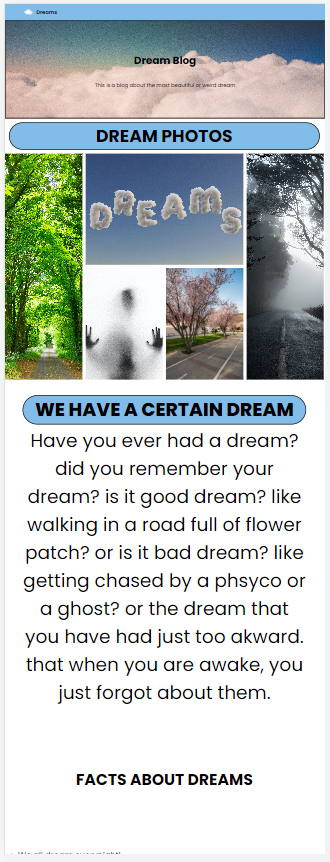 Dreams
Dream Blog
This is a blog about the most beautiful or weird dream
DREAM PHOTOS
DREAMS
WE HAVE A CERTAIN DREAM
Have you ever had a dream?
did you remember your
dream? is it good dream? like
walking in a road full of flower
patch? or is it bad dream? like
getting chased by a phsyco or
a ghost? or the dream that
you have had just too akward.
that when you are awake, you
just forgot about them.
FACTS ABOUT DREAMS